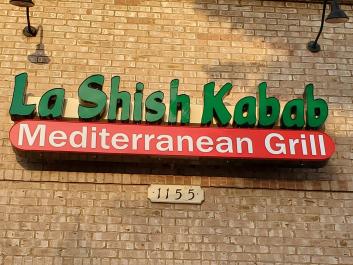 La Shish Kabab
Mediterranean Grill
·1155·